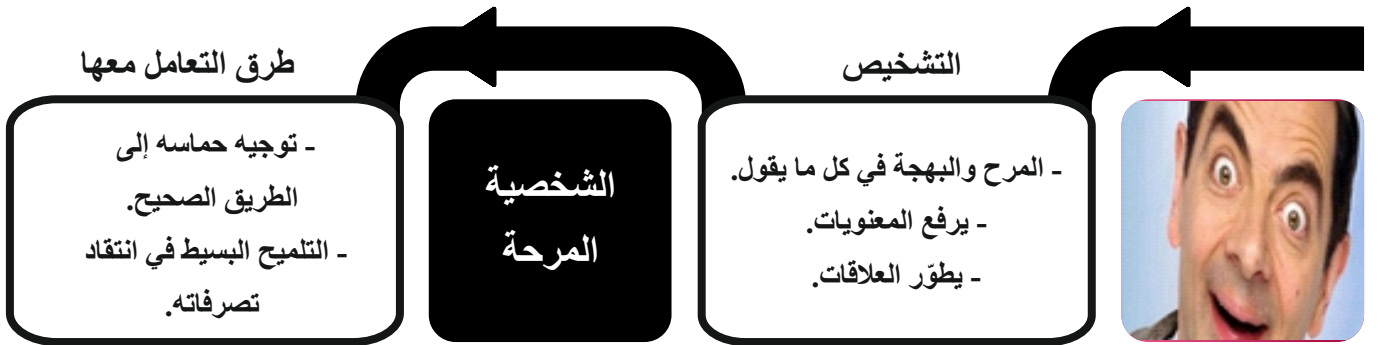 التشخيص
- المرح والبهجة في كل ما يقول.
- يرفع المعنويات.
- يطوّر العلاقات.
الشخصية
المرحة
طرق التعامل معها
- توجيه حماسه إلى
الطريق الصحيح.
- التلميح البسيط في انتقاد
تصرفاته.